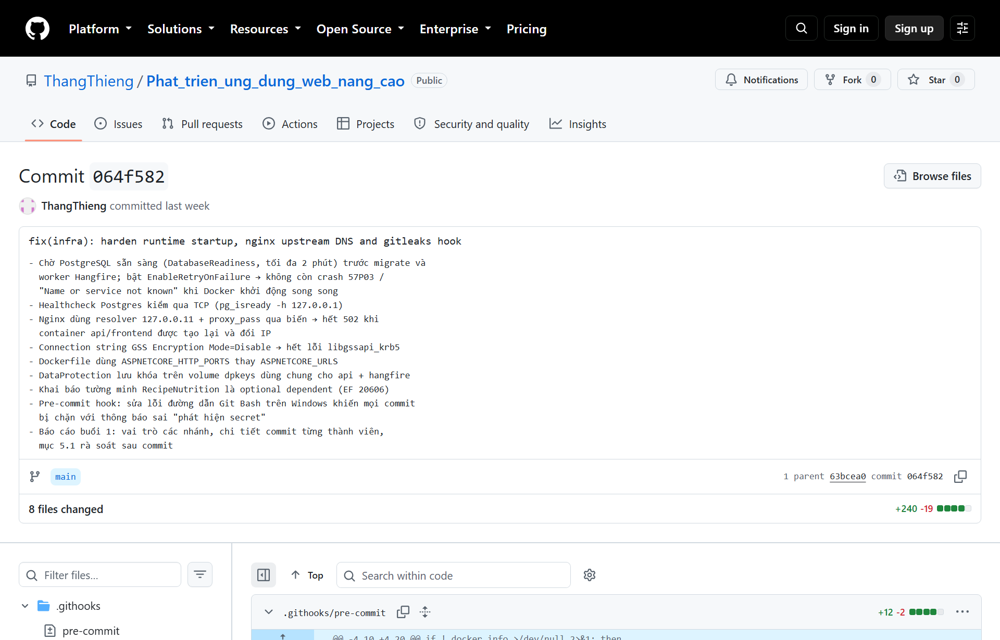 Platform
Solutions
Resources
Open Source
Enterprise
Pricing
Sign in
Sign up
ThangThieng / Phat_trien_ung_dung_web_nang_cao Public
Notifications
Fork 0
Star 0
Code
Issues
Pull requests
Actions
Projects
Security and quality
Insights
Commit 064f582
Browse files
ThangThieng committed last week
fix(infra): harden runtime startup, nginx upstream DNS and gitleaks hook
- Chờ PostgreSQL sẵn sàng (DatabaseReadiness, tối đa 2 phút) trước migrate và
worker Hangfire; bật EnableRetryOnFailure → không còn crash 57P03 /
"Name or service not known" khi Docker khởi động song song
- Healthcheck Postgres kiểm qua TCP (pg_isready -h 127.0.0.1)
- Nginx dùng resolver 127.0.0.11 + proxy_pass qua biến → hết 502 khi
container api/frontend được tạo lại và đổi IP
- Connection string GSS Encryption Mode=Disable → hết lỗi libgssapi_krb5
- Dockerfile dùng ASPNETCORE_HTTP_PORTS thay ASPNETCORE_URLS
- DataProtection lưu khóa trên volume dpkeys dùng chung cho api + hangfire
- Khai báo tường minh RecipeNutrition là optional dependent (EF 20606)
- Pre-commit hook: sửa lỗi đường dẫn Git Bash trên Windows khiến mọi commit
bị chặn với thông báo sai "phát hiện secret"
- Báo cáo buổi 1: vai trò các nhánh, chi tiết commit từng thành viên,
mục 5.1 rà soát sau commit
main
1 parent 63bcea0 commit 064f582
8 files changed
+240 -19
Filter files...
Top
Search within code
.githooks
pre-commit
.githooks/pre-commit
+12 -2
@@ -4,10 +4,20 @@ if ! docker info >/dev/null 2>&1; then